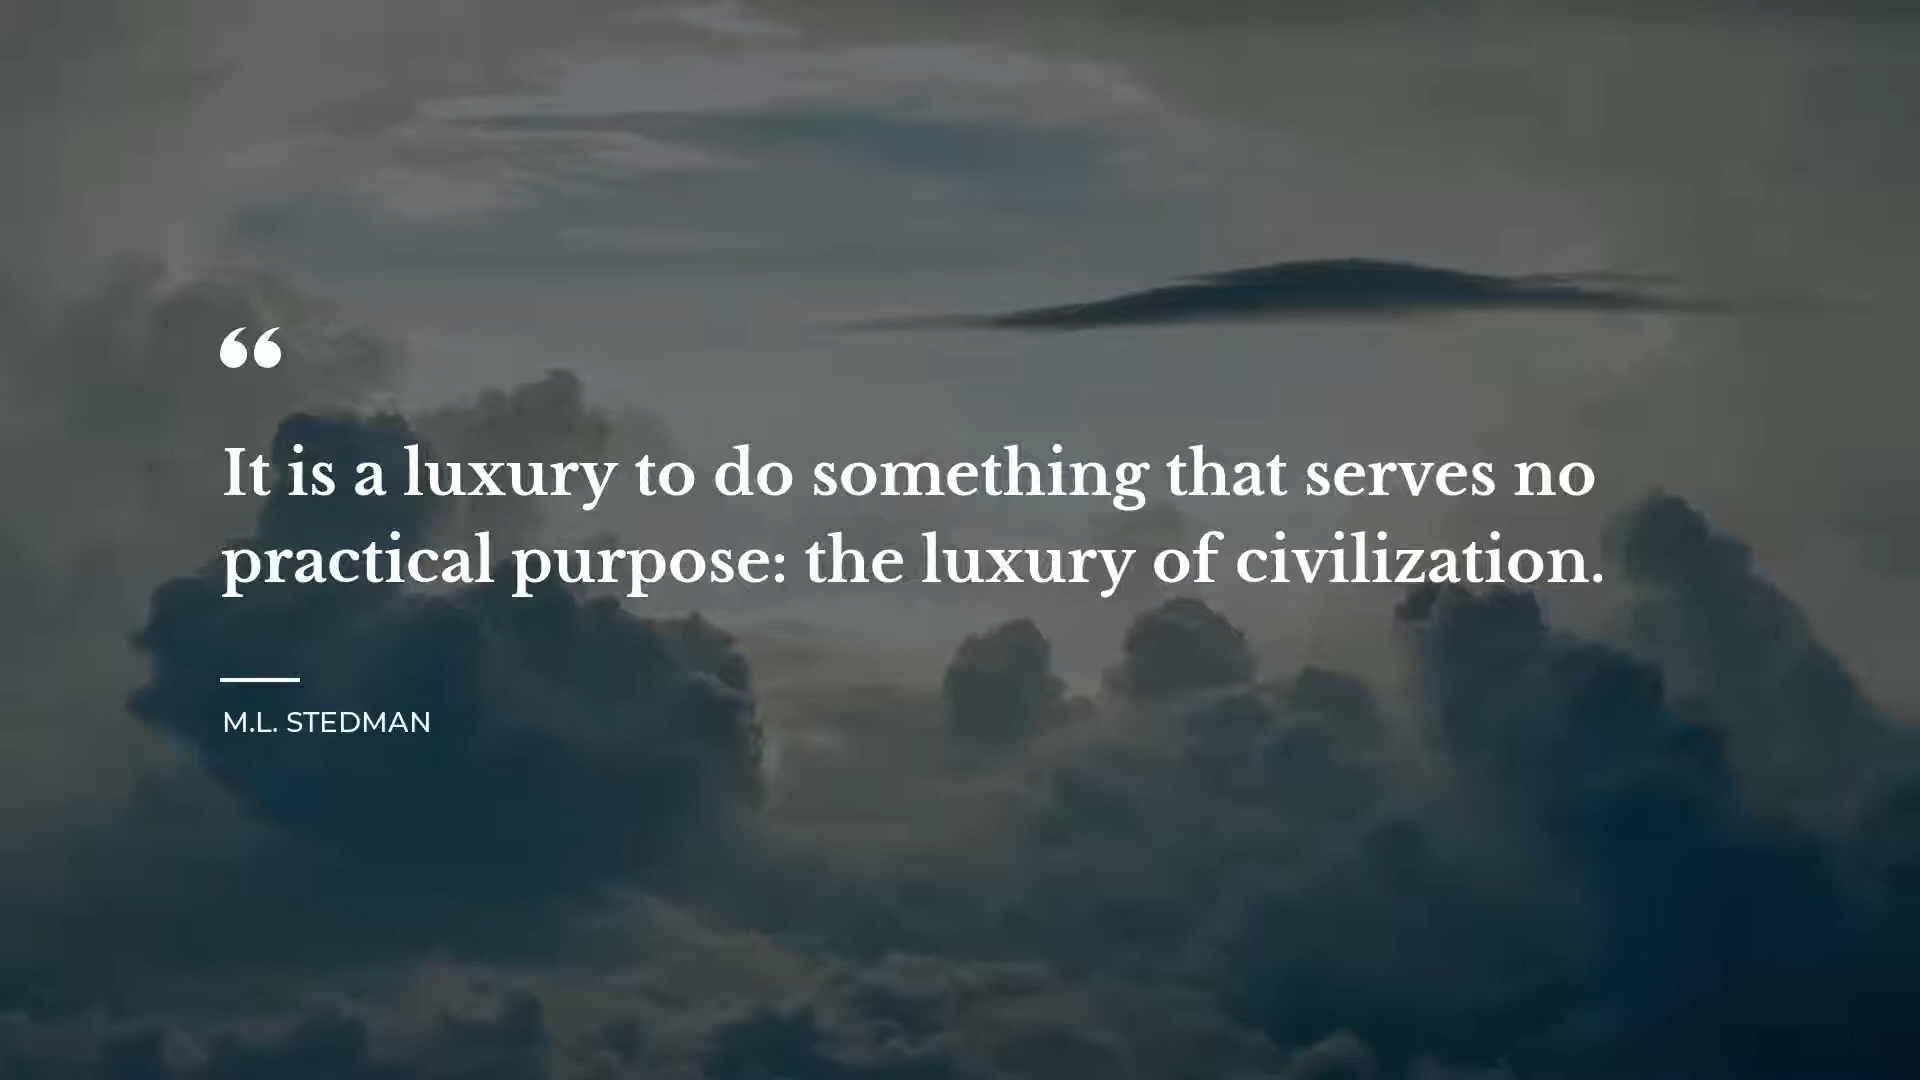 “
It is a luxury to do something that serves no
practical purpose: the luxury of civilization.
M.L. STEDMAN